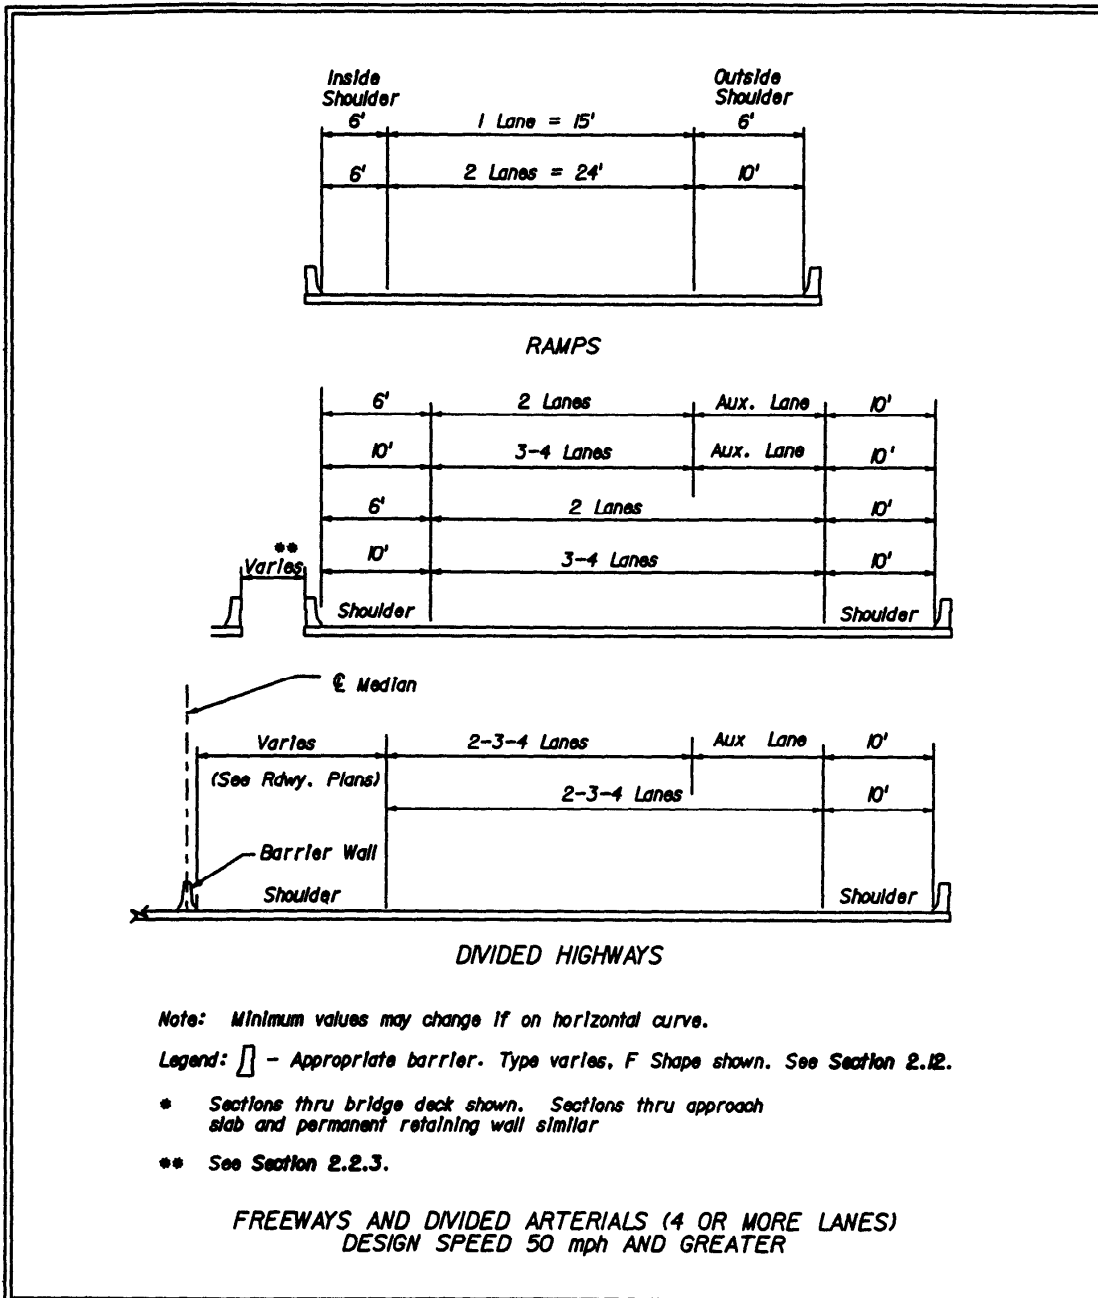 Inside
Shoulder
Outside
Shoulder
6' 1 Lane = 15' 6'
6' 2 Lanes = 24' 10'
RAMPS
6' 2 Lanes Aux. Lane 10'
10' 3-4 Lanes Aux. Lane 10'
6' 2 Lanes 10'
**
Varies
10' 3-4 Lanes 10'
Shoulder Shoulder
℄ Median
Varies 2-3-4 Lanes Aux Lane 10'
(See Rdwy. Plans)
2-3-4 Lanes 10'
Barrier Wall
Shoulder Shoulder
DIVIDED HIGHWAYS
Note: Minimum values may change if on horizontal curve.
Legend: - Appropriate barrier. Type varies, F Shape shown. See Section 2.12.
* Sections thru bridge deck shown. Sections thru approach
slab and permanent retaining wall similar
** See Section 2.2.3.
FREEWAYS AND DIVIDED ARTERIALS (4 OR MORE LANES)
DESIGN SPEED 50 mph AND GREATER